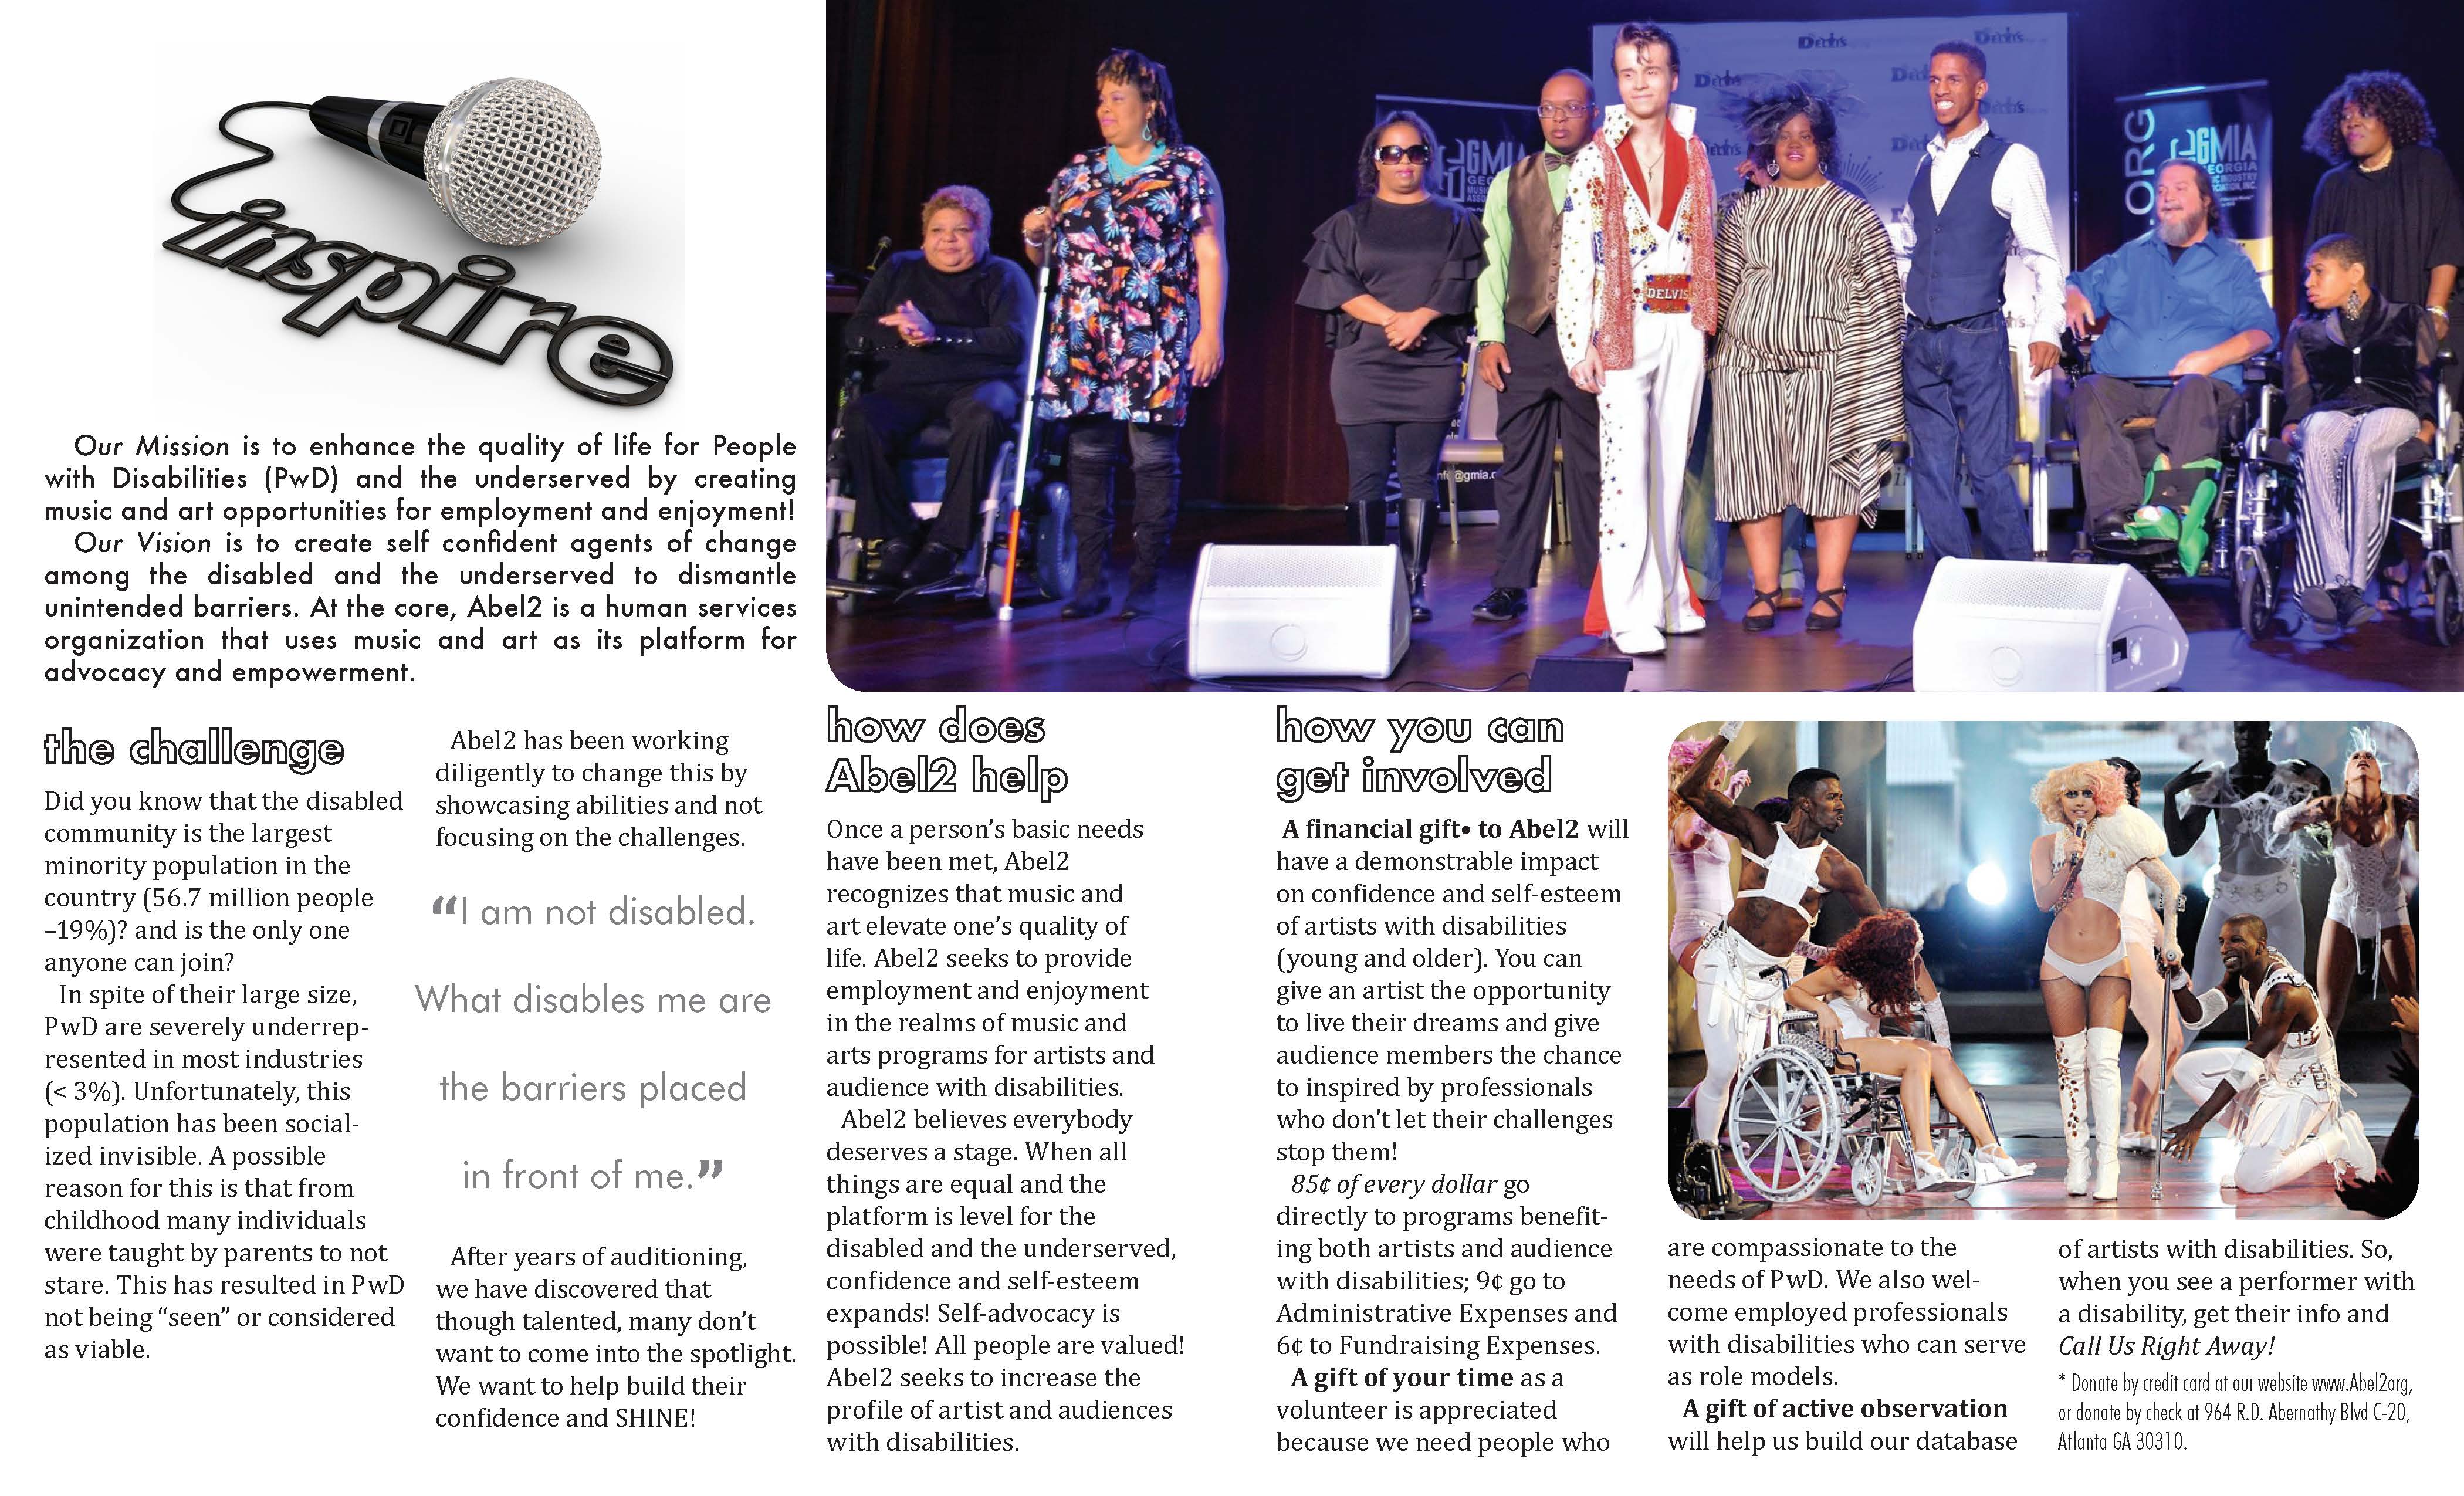 inspire
Our Mission is to enhance the quality of life for People
with Disabilities (PwD) and the underserved by creating
music and art opportunities for employment and enjoyment!
Our Vision is to create self confident agents of change
among the disabled and the underserved to dismantle
unintended barriers. At the core, Abel2 is a human services
organization that uses music and art as its platform for
advocacy and empowerment.
DELVIS
GMIA
.ORG
GMIA
the challenge
Did you know that the disabled
community is the largest
minority population in the
country (56.7 million people
–19%)? and is the only one
anyone can join?
In spite of their large size,
PwD are severely underrep-
resented in most industries
(< 3%). Unfortunately, this
population has been social-
ized invisible. A possible
reason for this is that from
childhood many individuals
were taught by parents to not
stare. This has resulted in PwD
not being “seen” or considered
as viable.
Abel2 has been working
diligently to change this by
showcasing abilities and not
focusing on the challenges.
“I am not disabled.
What disables me are
the barriers placed
in front of me.”
After years of auditioning,
we have discovered that
though talented, many don’t
want to come into the spotlight.
We want to help build their
confidence and SHINE!
how does
Abel2 help
Once a person’s basic needs
have been met, Abel2
recognizes that music and
art elevate one’s quality of
life. Abel2 seeks to provide
employment and enjoyment
in the realms of music and
arts programs for artists and
audience with disabilities.
Abel2 believes everybody
deserves a stage. When all
things are equal and the
platform is level for the
disabled and the underserved,
confidence and self-esteem
expands! Self-advocacy is
possible! All people are valued!
Abel2 seeks to increase the
profile of artist and audiences
with disabilities.
how you can
get involved
A financial gift• to Abel2 will
have a demonstrable impact
on confidence and self-esteem
of artists with disabilities
(young and older). You can
give an artist the opportunity
to live their dreams and give
audience members the chance
to inspired by professionals
who don’t let their challenges
stop them!
85¢ of every dollar go
directly to programs benefit-
ing both artists and audience
with disabilities; 9¢ go to
Administrative Expenses and
6¢ to Fundraising Expenses.
A gift of your time as a
volunteer is appreciated
because we need people who
are compassionate to the
needs of PwD. We also wel-
come employed professionals
with disabilities who can serve
as role models.
A gift of active observation
will help us build our database
of artists with disabilities. So,
when you see a performer with
a disability, get their info and
Call Us Right Away!
* Donate by credit card at our website www.Abel2org,
or donate by check at 964 R.D. Abernathy Blvd C-20,
Atlanta GA 30310.